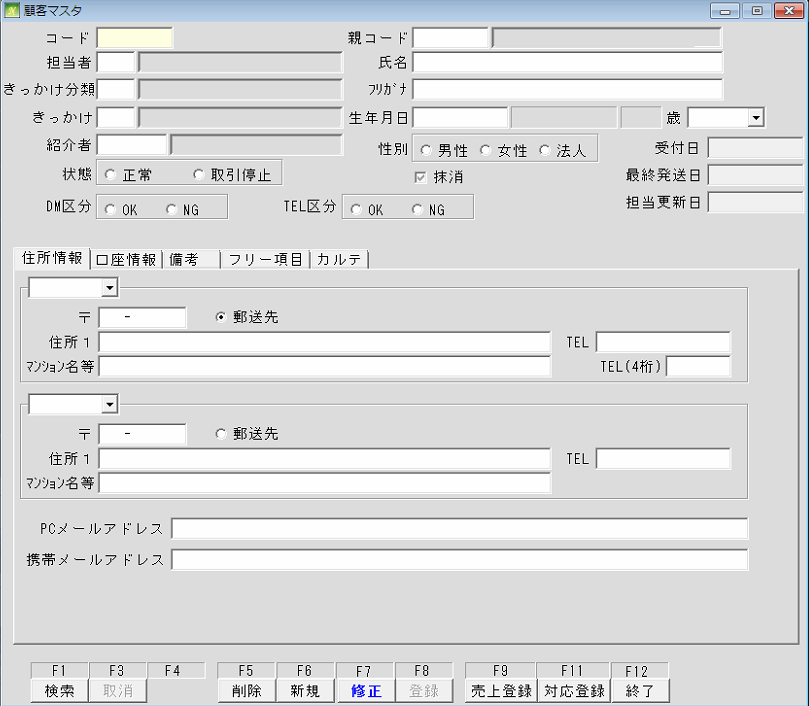 顧客マスタ
コード 親コード
担当者 氏名
きっかけ分類 フリガナ
きっかけ 生年月日 歳
紹介者 性別 男性 女性 法人 受付日
状態 正常 取引停止 抹消 最終発送日
DM区分 OK NG TEL区分 OK NG 担当更新日
住所情報 口座情報 備考 フリー項目 カルテ
〒 - 郵送先
住所1 TEL
マンション名等 TEL(4桁)
〒 - 郵送先
住所1 TEL
マンション名等
PCメールアドレス
携帯メールアドレス
F1 F3 F4 F5 F6 F7 F8 F9 F11 F12
検索 取消 削除 新規 修正 登録 売上登録 対応登録 終了